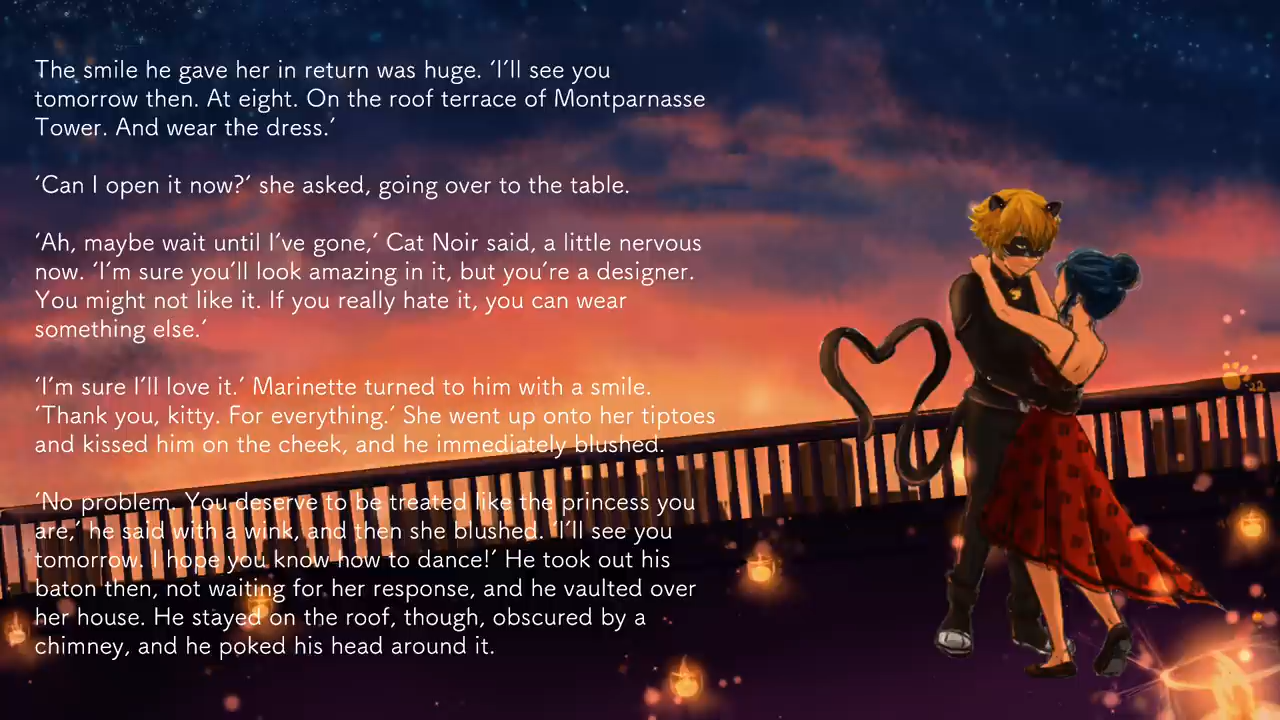 The smile he gave her in return was huge. ‘I’ll see you
tomorrow then. At eight. On the roof terrace of Montparnasse
Tower. And wear the dress.’
‘Can I open it now?’ she asked, going over to the table.
‘Ah, maybe wait until I’ve gone,’ Cat Noir said, a little nervous
now. ‘I’m sure you’ll look amazing in it, but you’re a designer.
You might not like it. If you really hate it, you can wear
something else.’
‘I’m sure I’ll love it.’ Marinette turned to him with a smile.
‘Thank you, kitty. For everything.’ She went up onto her tiptoes
and kissed him on the cheek, and he immediately blushed.
‘No problem. You deserve to be treated like the princess you
are,’ he said with a wink, and then she blushed. ‘I’ll see you
tomorrow. I hope you know how to dance!’ He took out his
baton then, not waiting for her response, and he vaulted over
her house. He stayed on the roof, though, obscured by a
chimney, and he poked his head around it.
.22